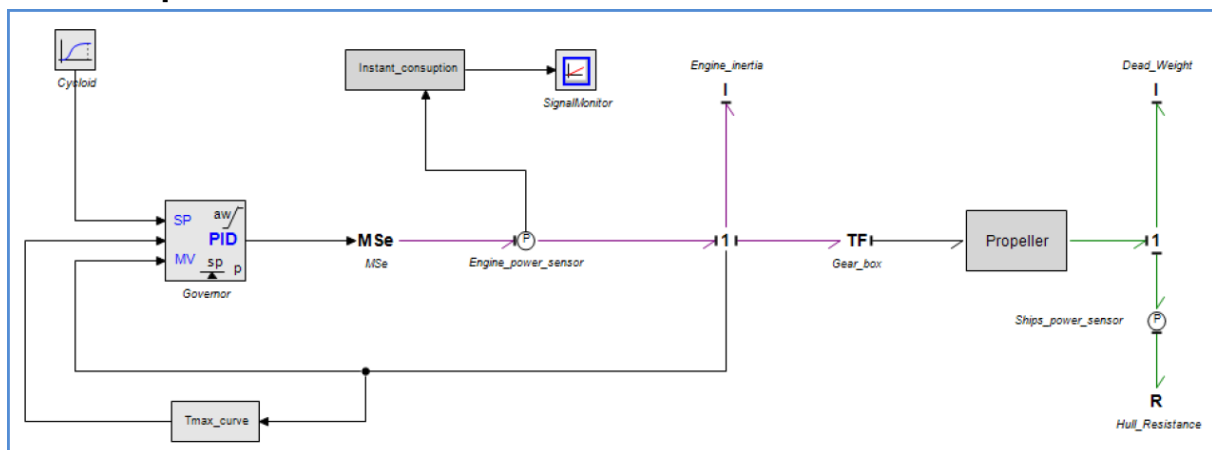 Cycloid
Instant_consuption
SignalMonitor
Engine_inertia
I
Dead_Weight
I
SP
aw
PID
MV
sp
p
Governor
MSe
MSe
P
Engine_power_sensor
1
TF
Gear_box
Propeller
1
Ships_power_sensor
P
R
Hull_Resistance
Tmax_curve